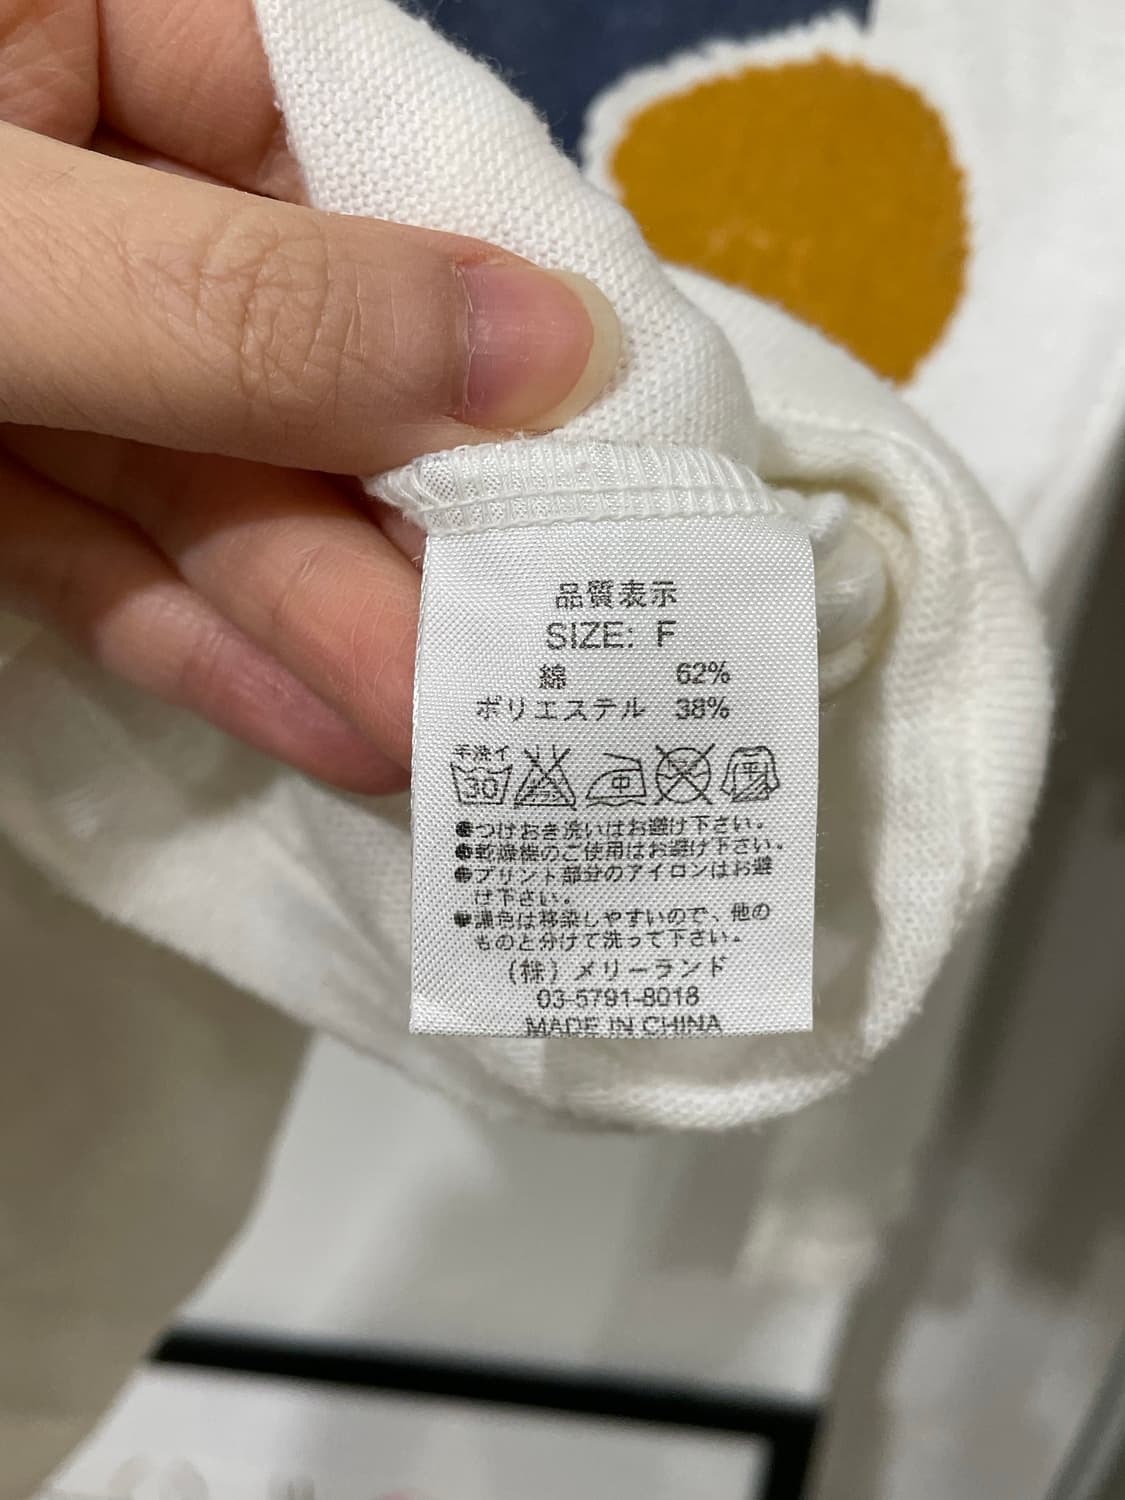 品質表示
SIZE: F
綿 62%
ポリエステル 38%
手洗イ
30
中
●つけおき洗いはお避け下さい。
●乾燥機のご使用はお避け下さい。
●プリント部分のアイロンはお避
け下さい。
●濃色は移染しやすいので、他の
ものと分けて洗って下さい。
(株)メリーランド
03-5791-8018
MADE IN CHINA